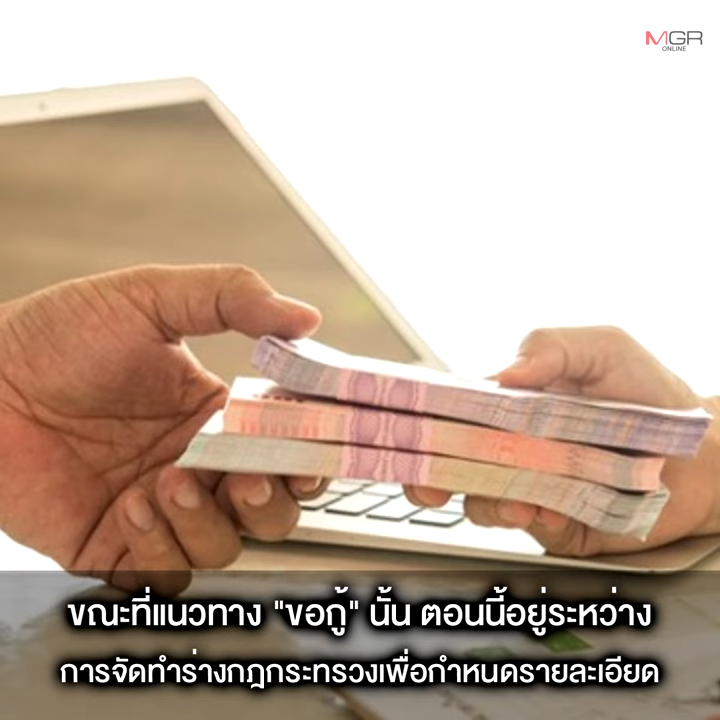 MGR
ONLINE
ขณะที่แนวทาง "ขอกู้" นั้น ตอนนี้อยู่ระหว่าง
การจัดทำร่างกฎกระทรวงเพื่อกำหนดรายละเอียด